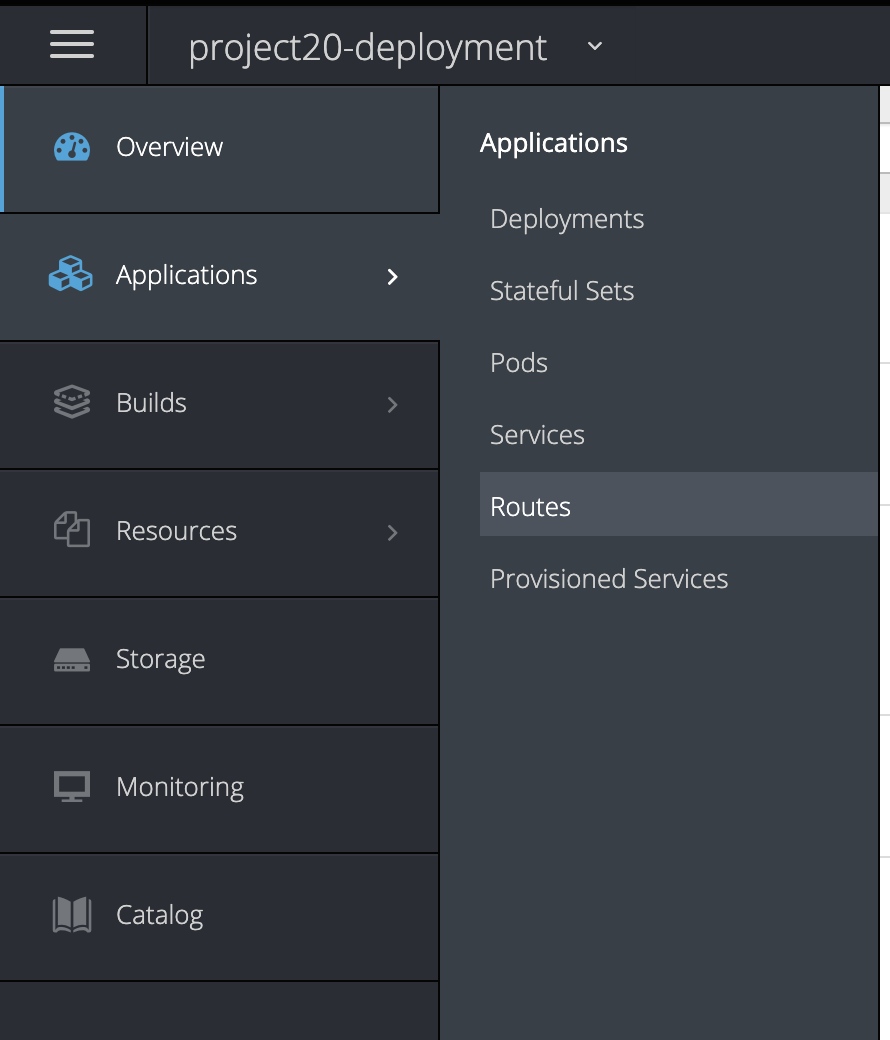 project20-deployment
Overview
Applications
Builds
Resources
Storage
Monitoring
Catalog
Applications
Deployments
Stateful Sets
Pods
Services
Routes
Provisioned Services